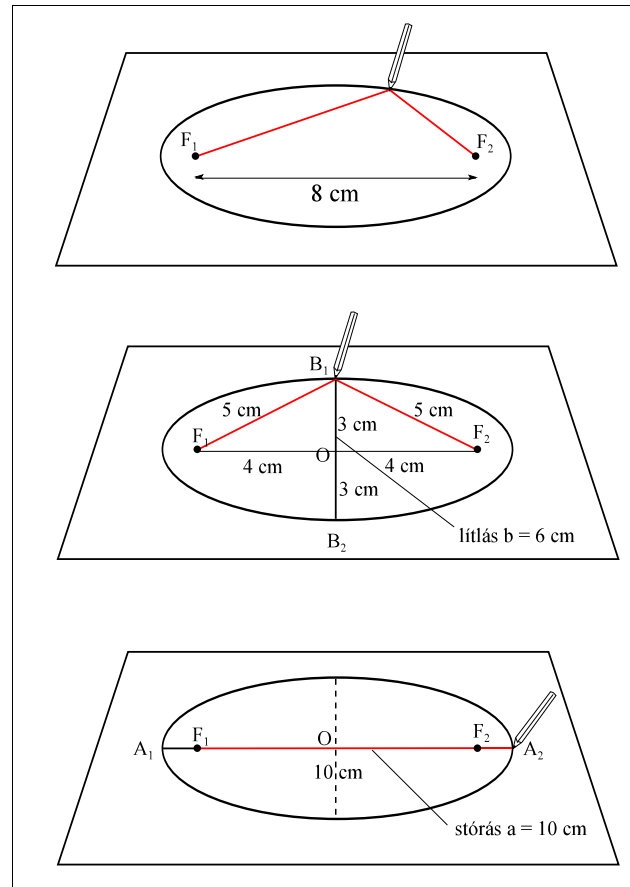 F₁
F₂
8 cm
B₁
5 cm
5 cm
F₁
3 cm
F₂
O
4 cm
4 cm
3 cm
lítlás b = 6 cm
B₂
A₁
F₁
O
F₂
A₂
10 cm
stórás a = 10 cm